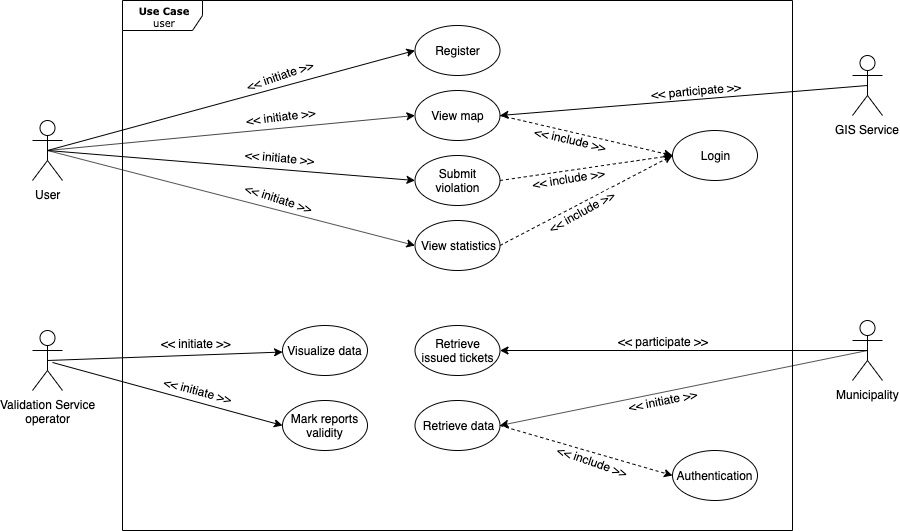 Use Case
user
<< initiate >>
Register
<< participate >>
<< initiate >>
View map
GIS Service
<< include >>
Login
<< initiate >>
Submit
violation
<< include >>
User
<< initiate >>
<< include >>
View statistics
<< initiate >>
Visualize data
Retrieve
issued tickets
<< participate >>
<< initiate >>
Validation Service
operator
Municipality
<< initiate >>
Mark reports
validity
Retrieve data
<< include >>
Authentication